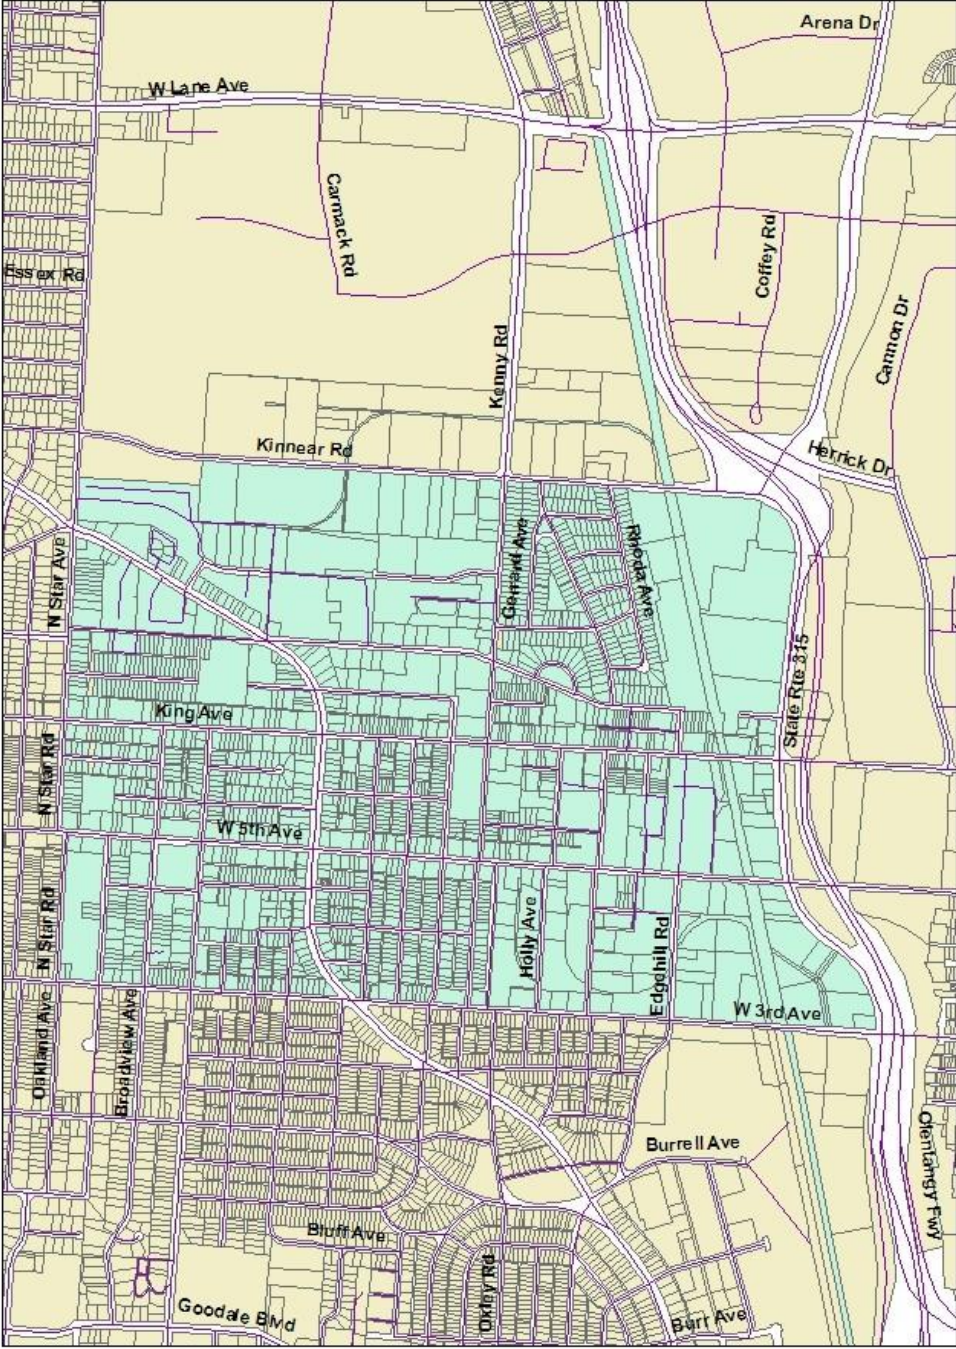 Arena Dr
W Lane Ave
Carmack Rd
Coffey Rd
Essex Rd
Cannon Dr
Kenny Rd
Kinnear Rd
Herrick Dr
Gerrard Ave
Rhoda Ave
N Star Ave
State Rte 315
King Ave
N Star Rd
W 5th Ave
N Star Rd
Holly Ave
Edgehill Rd
W 3rd Ave
Oakland Ave
Broadview Ave
Burrell Ave
Olentangy Fwy
Bluff Ave
Oxley Rd
Goodale Blvd
Burr Ave